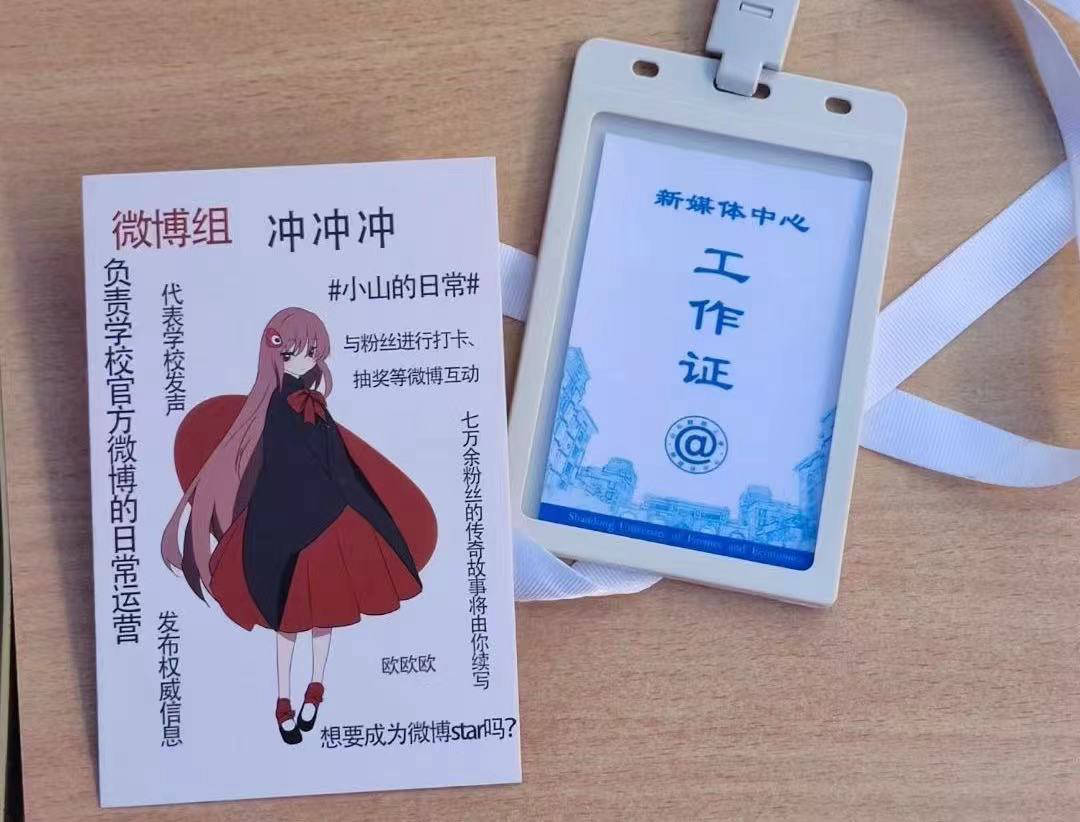 微博组
冲冲冲
负责学校官方微博的日常运营
代表学校发声
发布权威信息
#小山的日常#
与粉丝进行打卡、
抽奖等微博互动
七万余粉丝的传奇故事将由你续写
欧欧欧
想要成为微博star吗?
新媒体中心
工
作
证
@
Shandong University of Finance and Economics